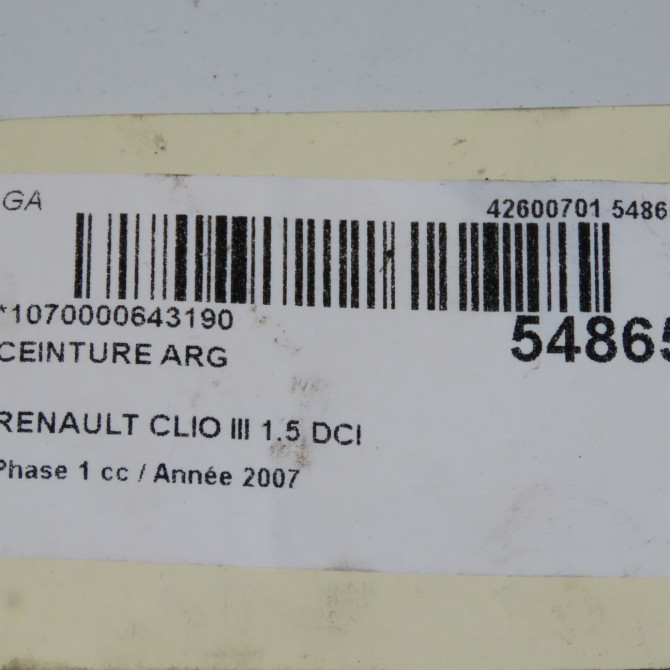 GA
42600701 5486
*1070000643190
54865
CEINTURE ARG
RENAULT CLIO III 1.5 DCI
Phase 1 cc / Année 2007